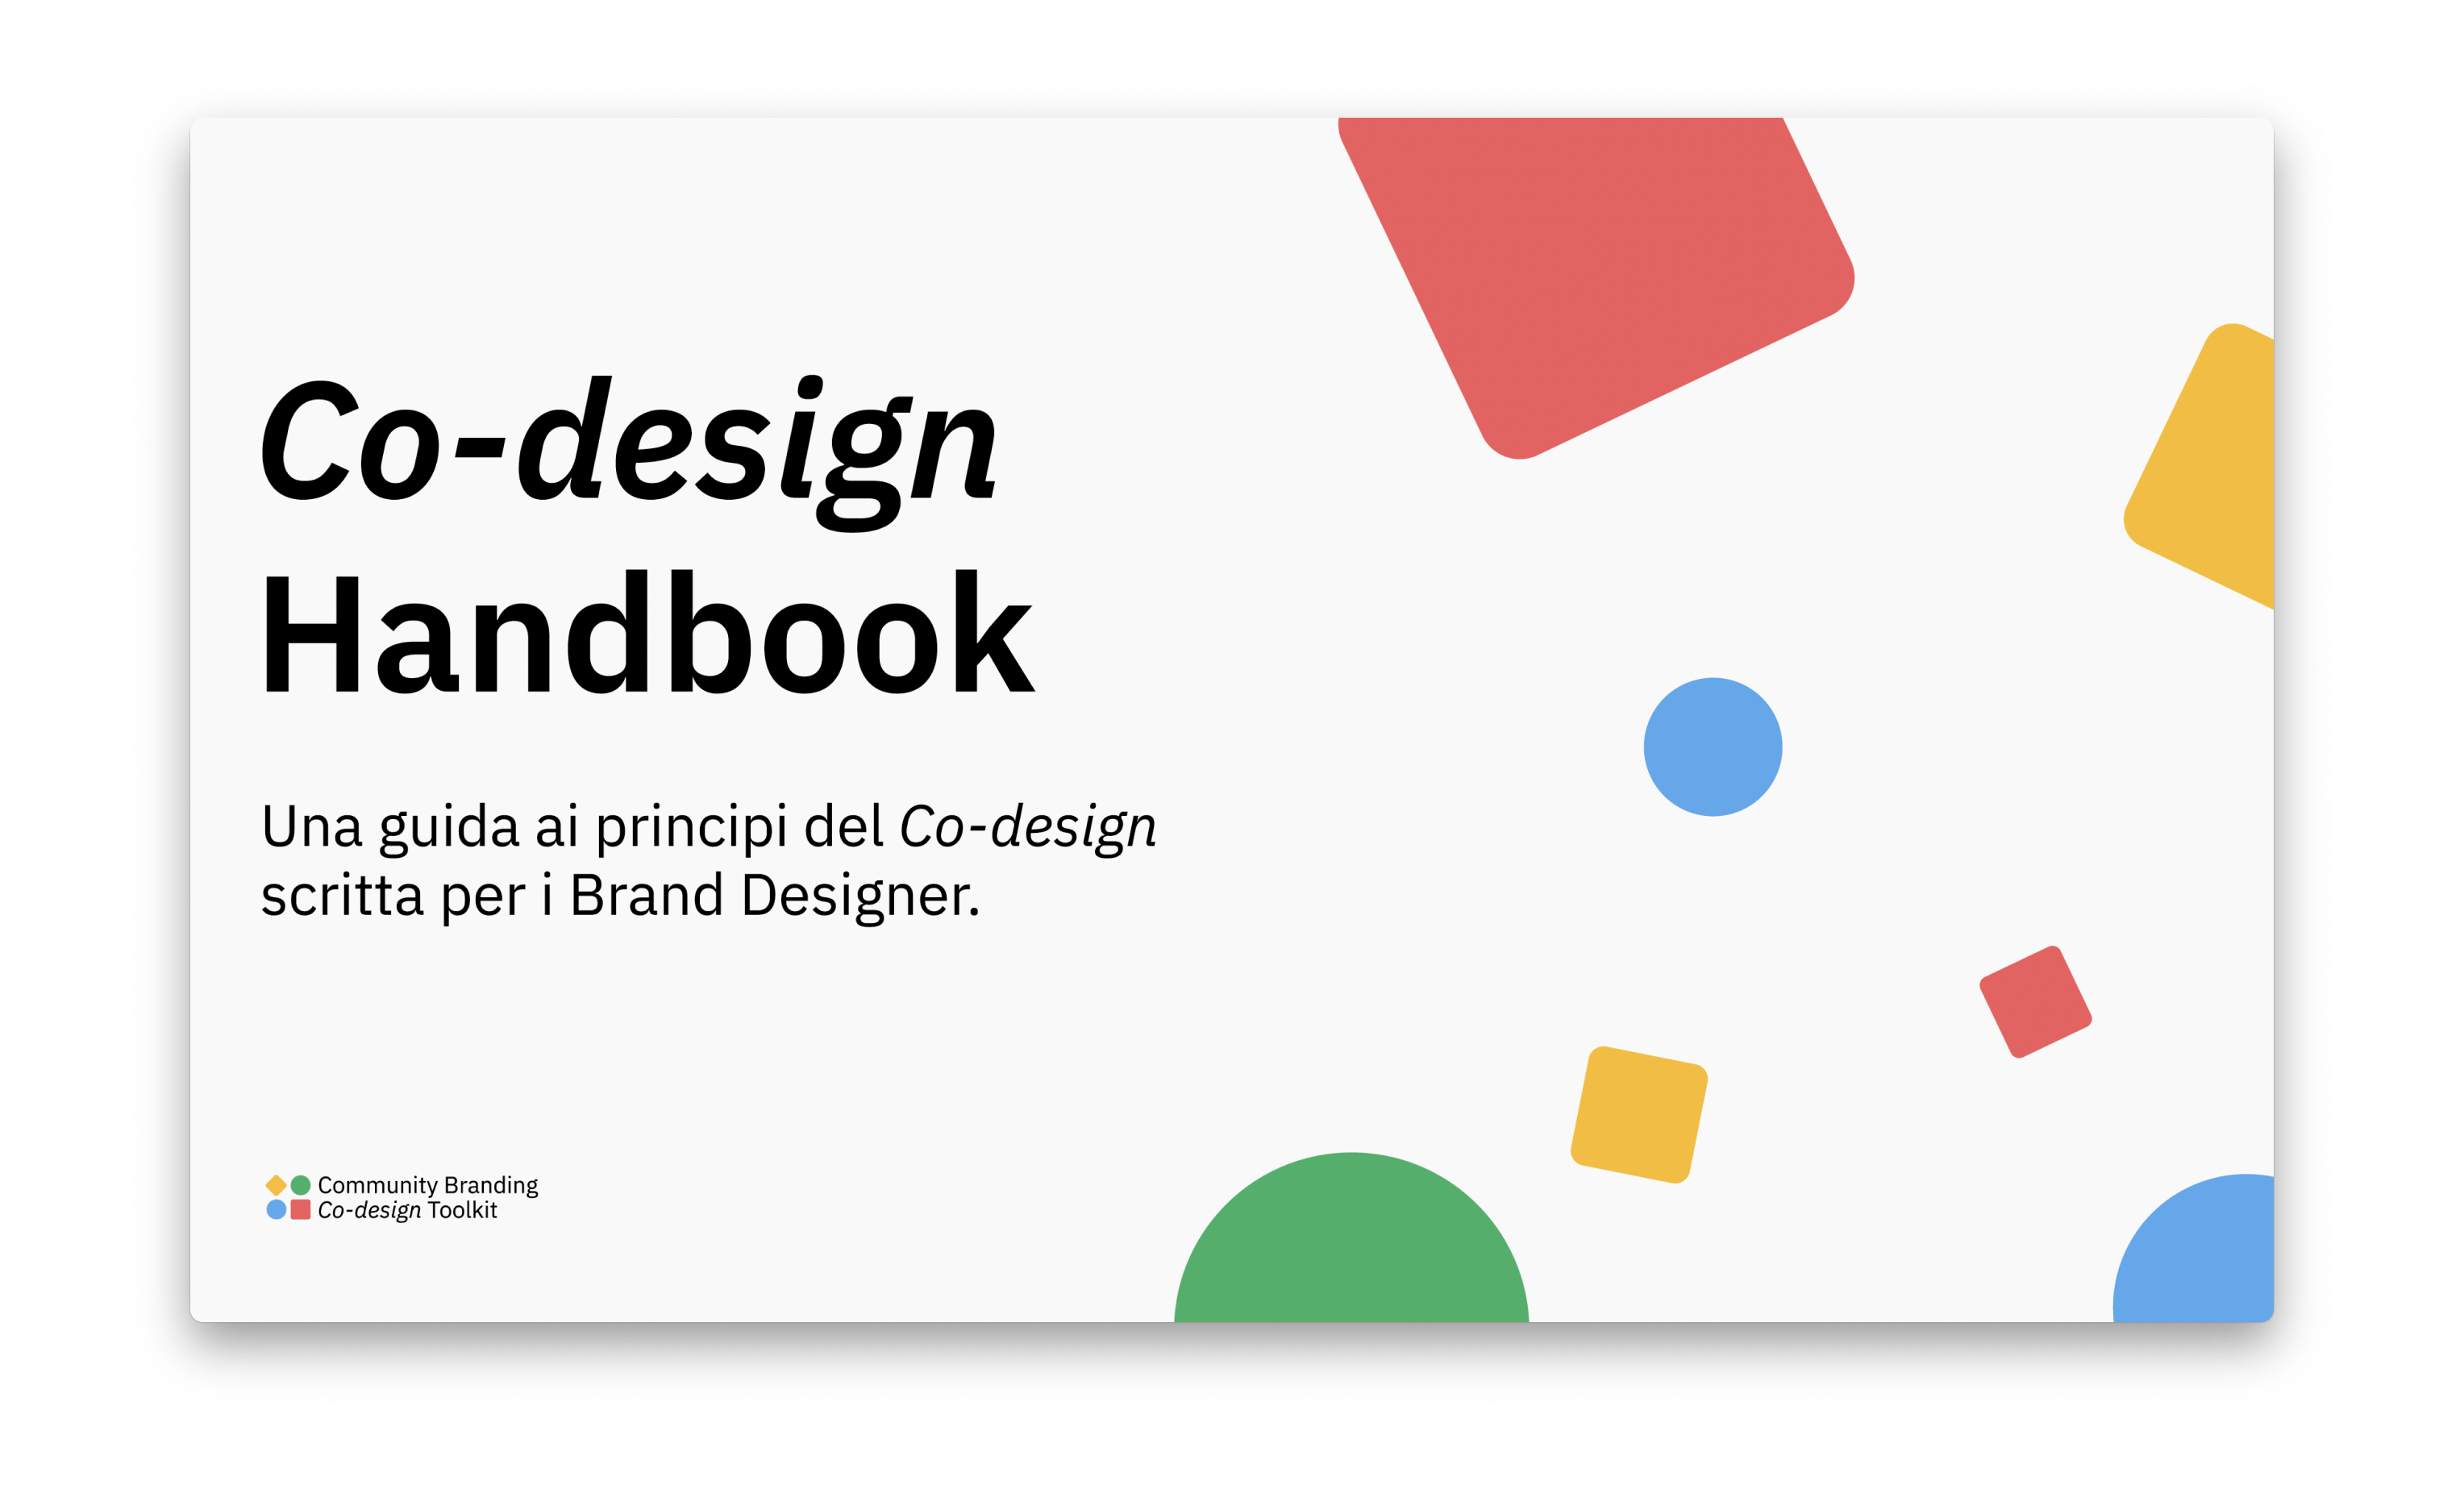 Co-design
Handbook
Una guida ai principi del Co-design
scritta per i Brand Designer.
Community Branding
Co-design Toolkit